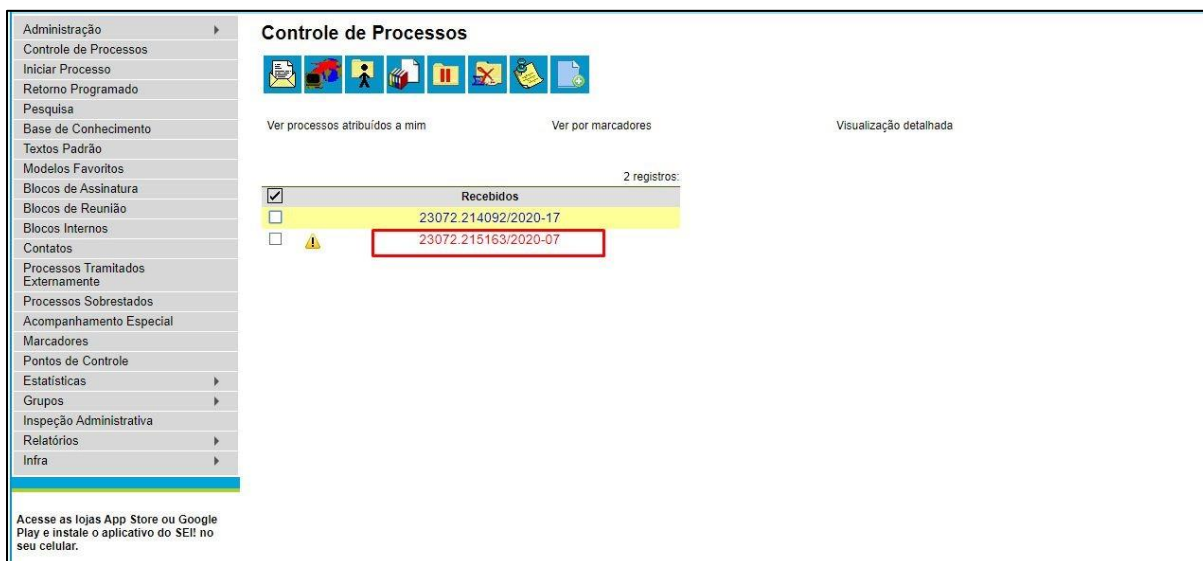 Administração
Controle de Processos
Iniciar Processo
Retorno Programado
Pesquisa
Base de Conhecimento
Textos Padrão
Modelos Favoritos
Blocos de Assinatura
Blocos de Reunião
Blocos Internos
Contatos
Processos Tramitados
Externamente
Processos Sobrestados
Acompanhamento Especial
Marcadores
Pontos de Controle
Estatísticas
Grupos
Inspeção Administrativa
Relatórios
Infra
Acesse as lojas App Store ou Google
Play e instale o aplicativo do SEI! no
seu celular.
Controle de Processos
Ver processos atribuídos a mim
Ver por marcadores
Visualização detalhada
2 registros:
Recebidos
23072.214092/2020-17
23072.215163/2020-07